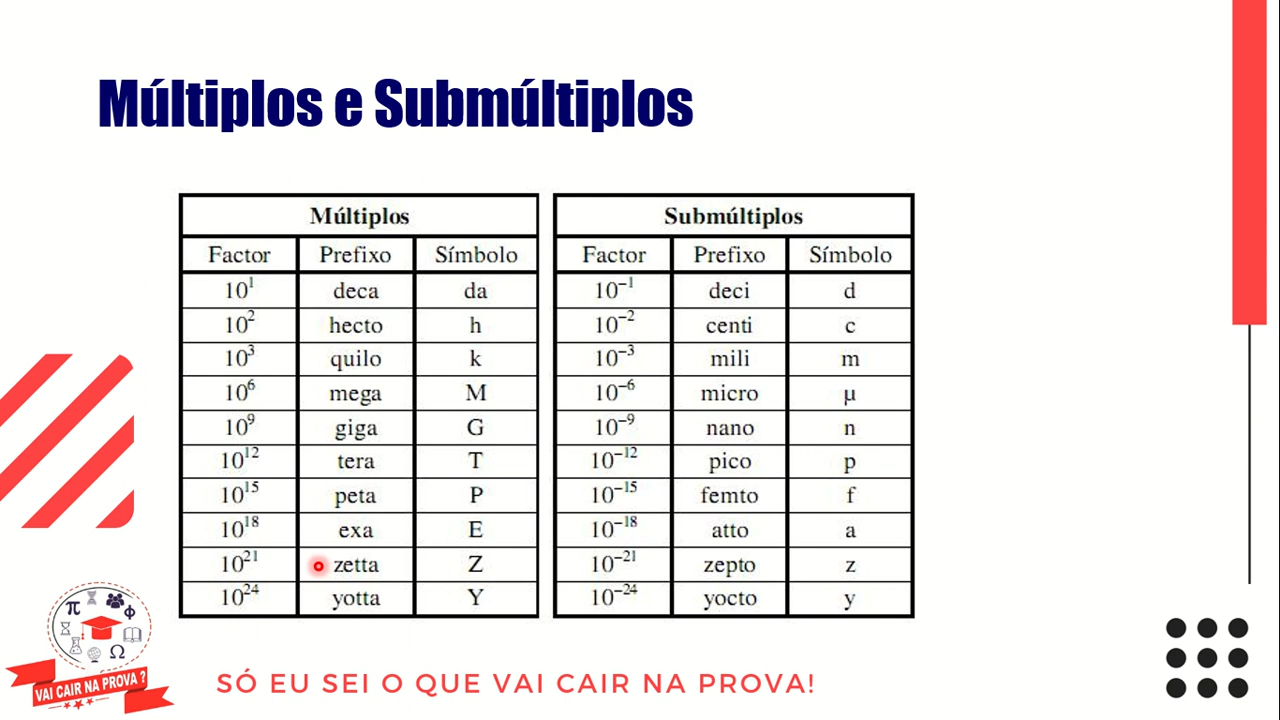 Múltiplos e Submúltiplos
Múltiplos
Factor Prefixo Símbolo
10¹ deca da
10² hecto h
10³ quilo k
10⁶ mega M
10⁹ giga G
10¹² tera T
10¹⁵ peta P
10¹⁸ exa E
10²¹ zetta Z
10²⁴ yotta Y
Submúltiplos
Factor Prefixo Símbolo
10⁻¹ deci d
10⁻² centi c
10⁻³ mili m
10⁻⁶ micro µ
10⁻⁹ nano n
10⁻¹² pico p
10⁻¹⁵ femto f
10⁻¹⁸ atto a
10⁻²¹ zepto z
10⁻²⁴ yocto y
π ϕ
Ω
VAI CAIR NA PROVA ?
SÓ EU SEI O QUE VAI CAIR NA PROVA!